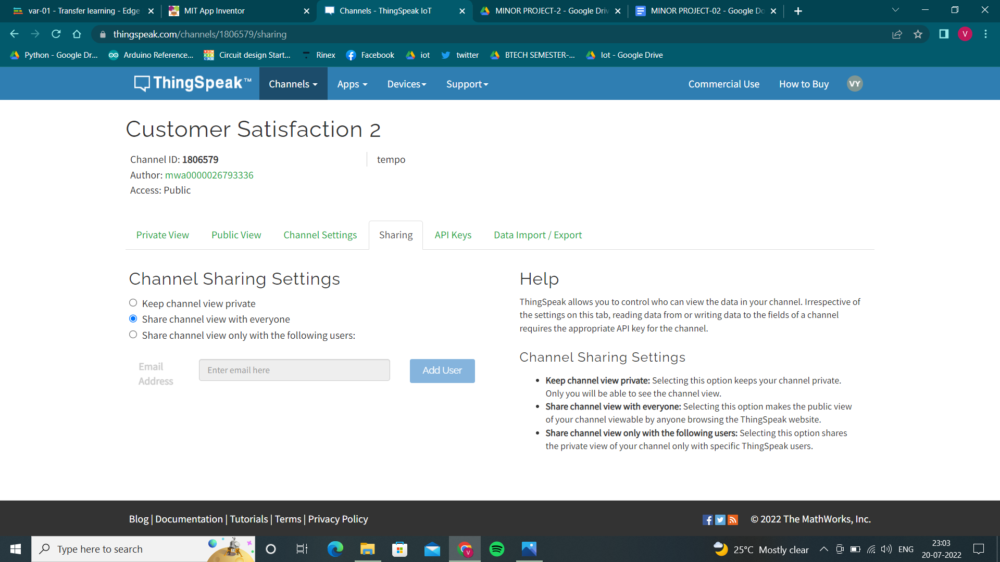 var-01 - Transfer learning - Edge
MIT App Inventor
Channels - ThingSpeak IoT
MINOR PROJECT-2 - Google Driv
MINOR PROJECT-02 - Google Do
thingspeak.com/channels/1806579/sharing
V
Python - Google Dr...
Arduino Reference...
Circuit design Start...
Rinex
Facebook
iot
twitter
BTECH SEMESTER-...
Iot - Google Drive
ThingSpeak™
Channels
Apps
Devices
Support
Commercial Use
How to Buy
VY
Customer Satisfaction 2
Channel ID: 1806579
tempo
Author: mwa0000026793336
Access: Public
Private View
Public View
Channel Settings
Sharing
API Keys
Data Import / Export
Channel Sharing Settings
Keep channel view private
Share channel view with everyone
Share channel view only with the following users:
Email
Address
Enter email here
Add User
Help
ThingSpeak allows you to control who can view the data in your channel. Irrespective of
the settings on this tab, reading data from or writing data to the fields of a channel
requires the appropriate API key for the channel.
Channel Sharing Settings
• Keep channel view private: Selecting this option keeps your channel private.
Only you will be able to see the channel view.
• Share channel view with everyone: Selecting this option makes the public view
of your channel viewable by anyone browsing the ThingSpeak website.
• Share channel view only with the following users: Selecting this option shares
the private view of your channel only with specific ThingSpeak users.
Blog | Documentation | Tutorials | Terms | Privacy Policy
© 2022 The MathWorks, Inc.
Type here to search
V
25°C Mostly clear
ENG
23:03
20-07-2022